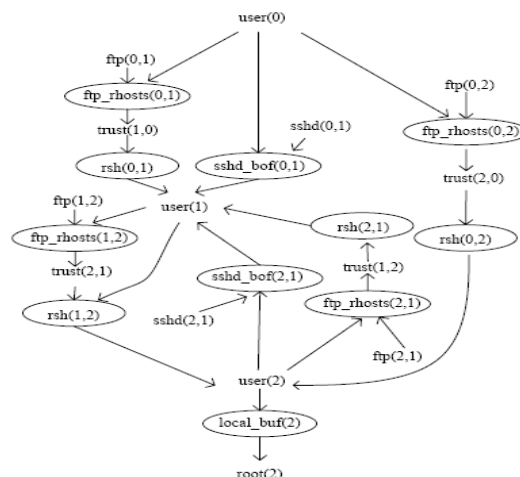 user(0)
ftp(0,1)
ftp(0,2)
ftp_rhosts(0,1)
sshd(0,1)
ftp_rhosts(0,2)
trust(1,0)
rsh(0,1)
sshd_bof(0,1)
trust(2,0)
ftp(1,2)
user(1)
ftp_rhosts(1,2)
rsh(2,1)
rsh(0,2)
trust(2,1)
sshd_bof(2,1)
trust(1,2)
rsh(1,2)
sshd(2,1)
ftp_rhosts(2,1)
ftp(2,1)
user(2)
local_buf(2)
root(2)